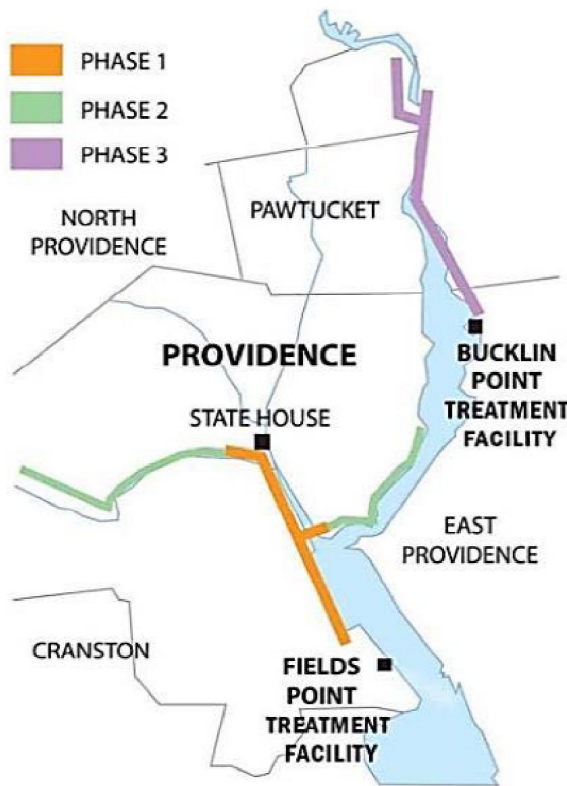 PHASE 1
PHASE 2
PHASE 3
NORTH
PROVIDENCE
PAWTUCKET
PROVIDENCE
STATE HOUSE
BUCKLIN
POINT
TREATMENT
FACILITY
EAST
PROVIDENCE
CRANSTON
FIELDS
POINT
TREATMENT
FACILITY